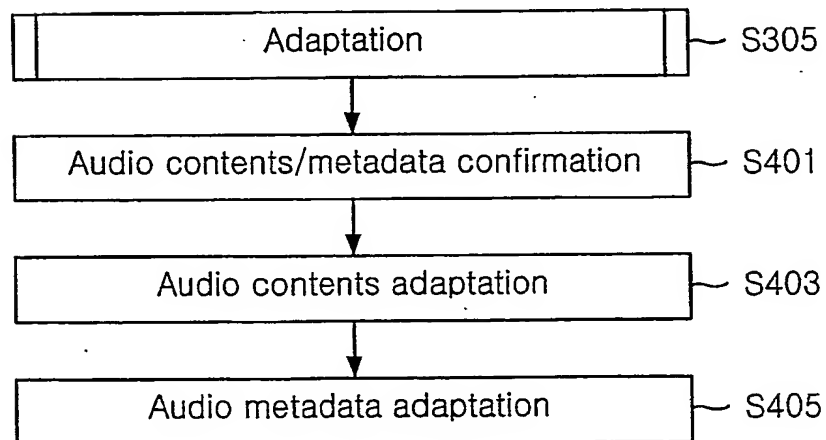 Adaptation S305
Audio contents/metadata confirmation S401
Audio contents adaptation S403
Audio metadata adaptation S405